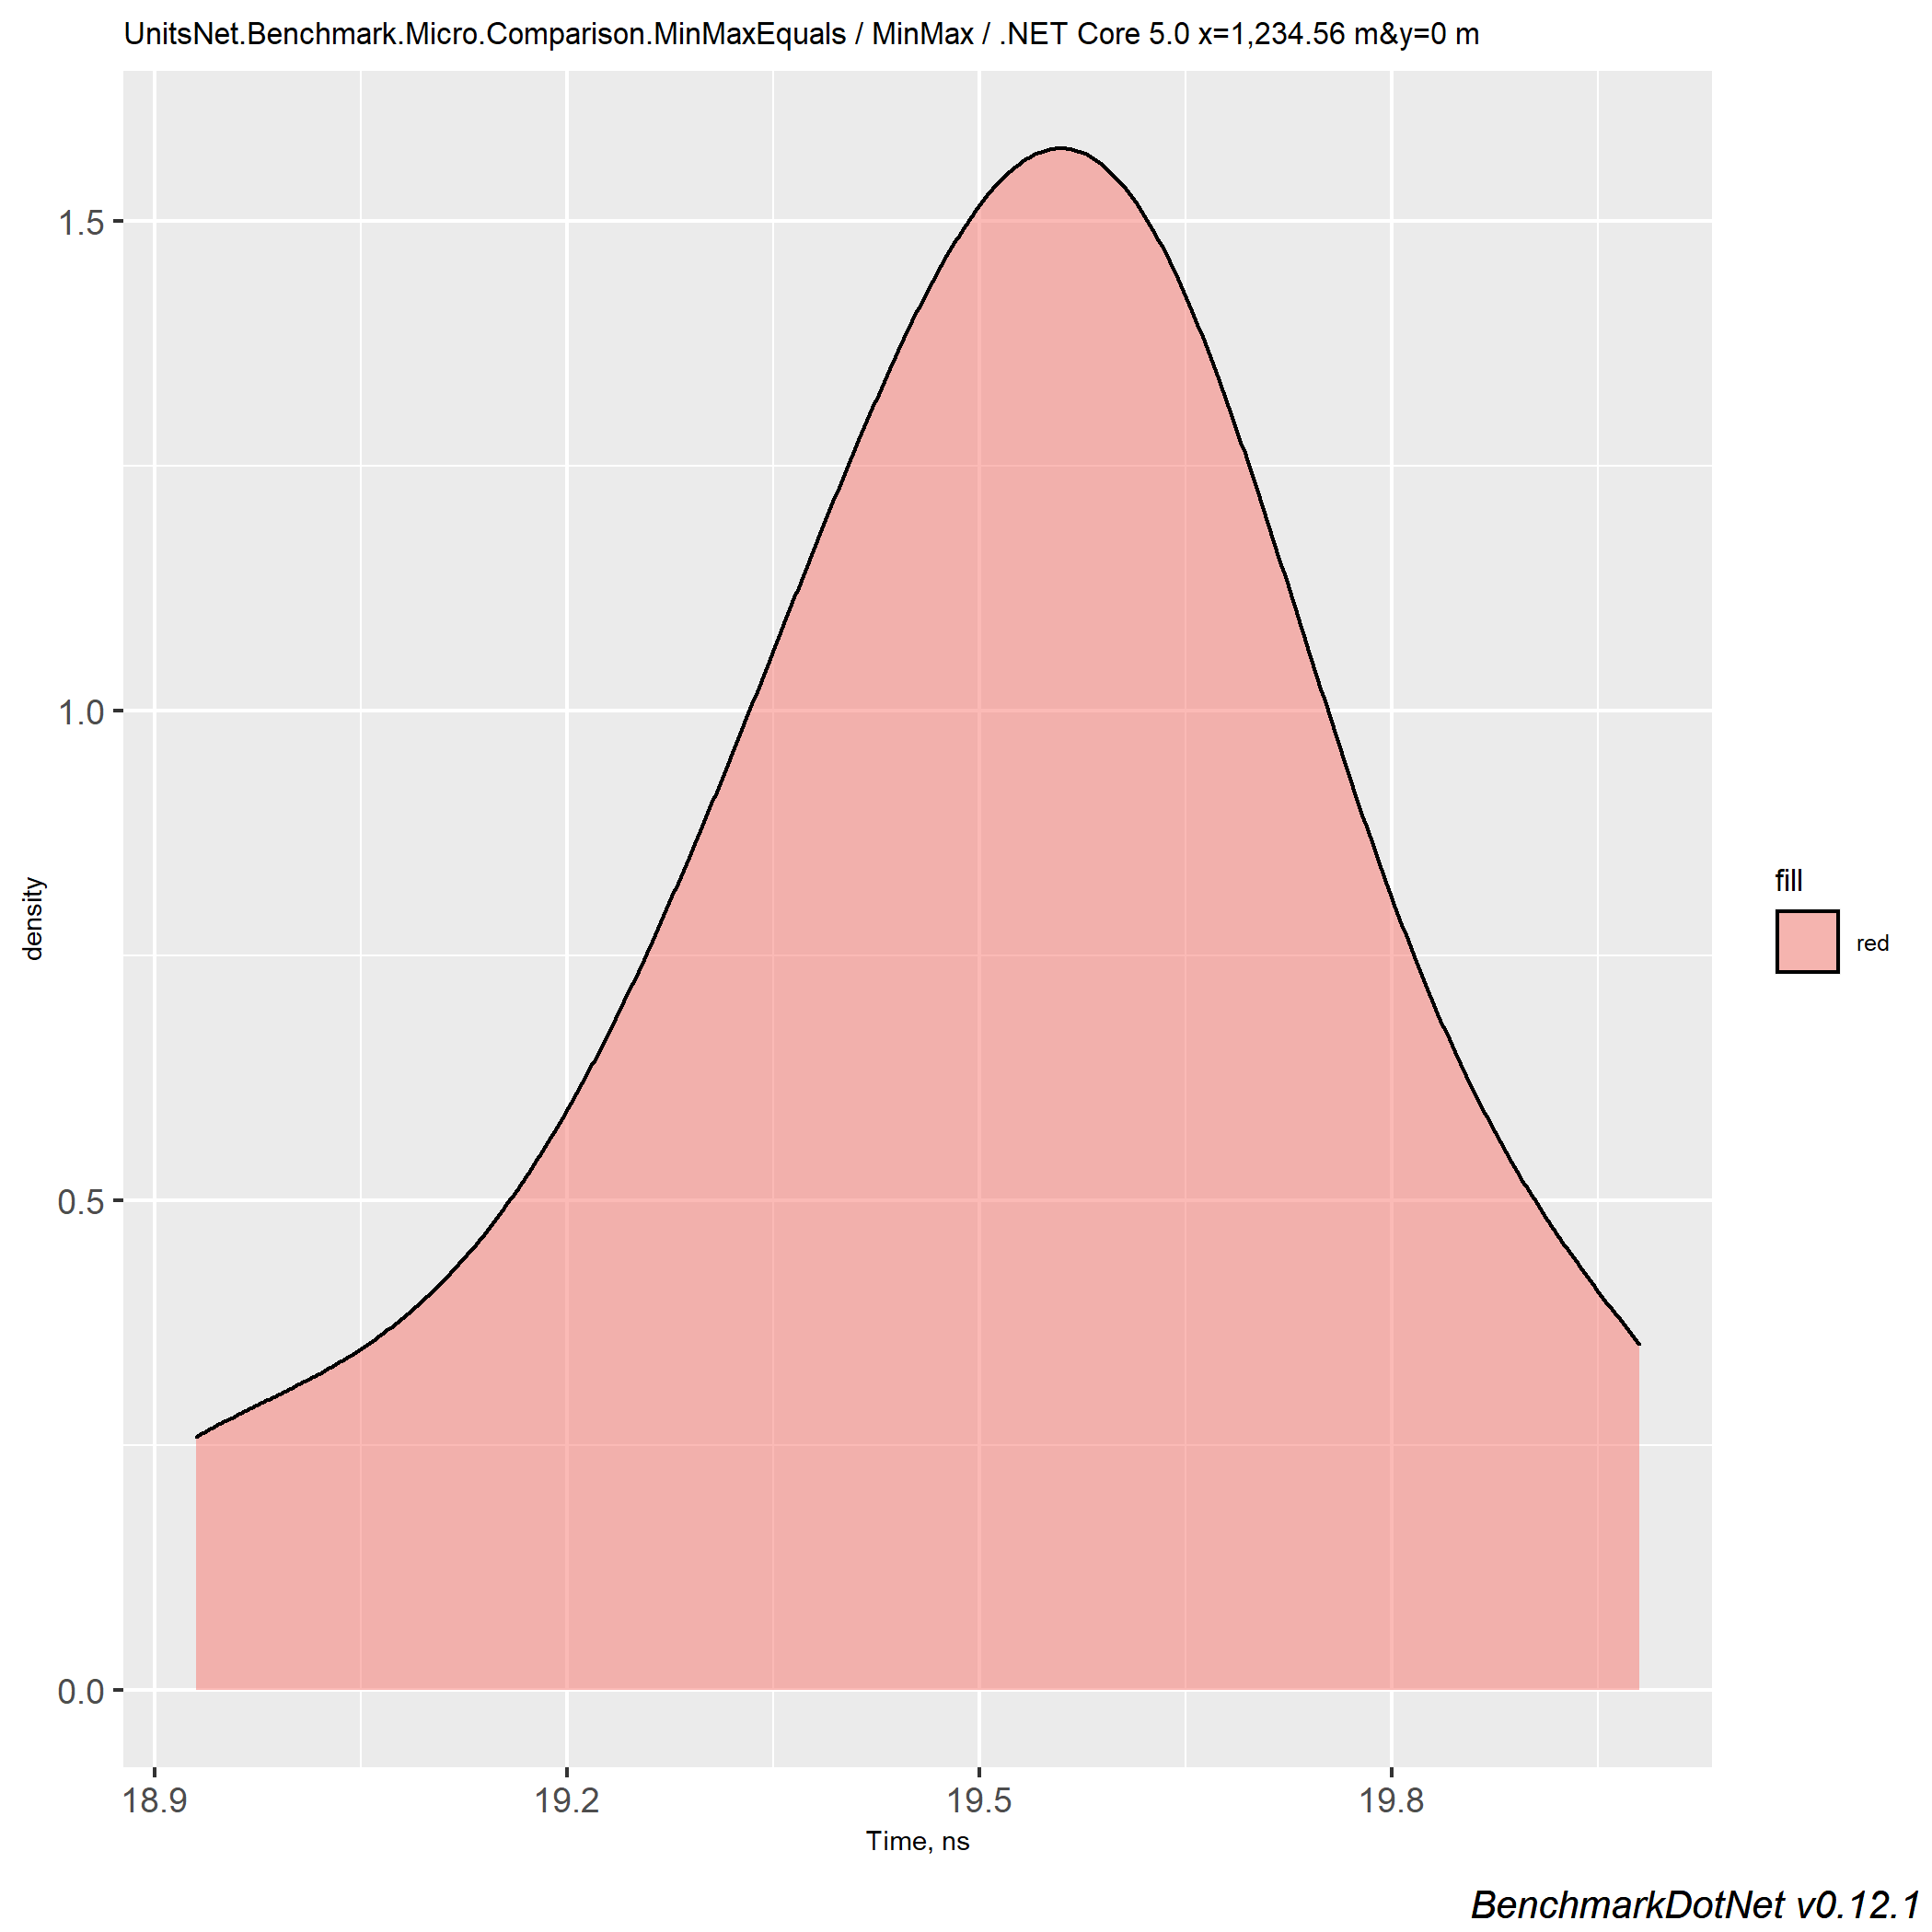 UnitsNet.Benchmark.Micro.Comparison.MinMaxEquals / MinMax / .NET Core 5.0 x=1,234.56 m&y=0 m
1.5
1.0
0.5
0.0
density
18.9 19.2 19.5 19.8
Time, ns
fill
red
BenchmarkDotNet v0.12.1